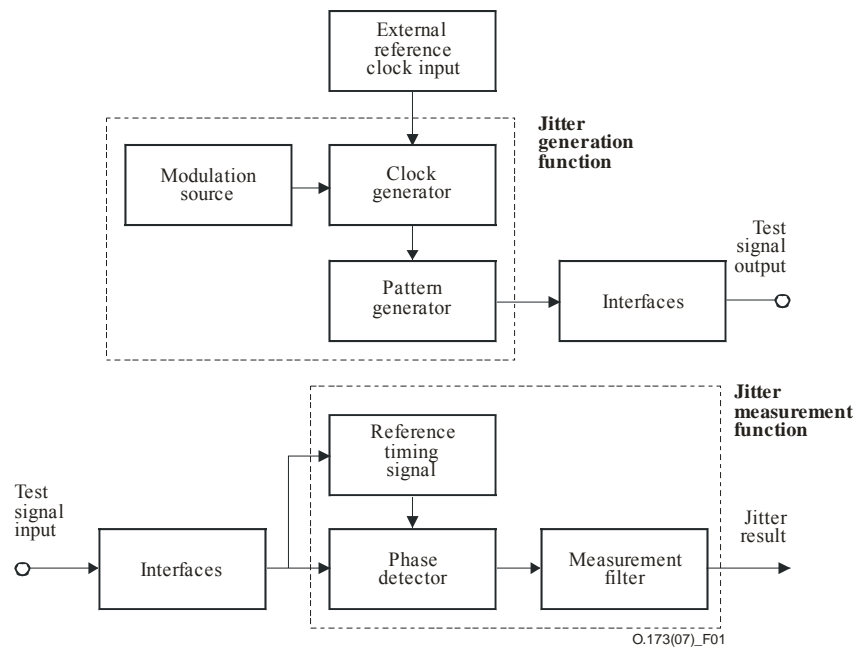 External
reference
clock input
Jitter
generation
function
Modulation
source
Clock
generator
Test
signal
output
Pattern
generator
Interfaces
Jitter
measurement
function
Reference
timing
signal
Test
signal
input
Interfaces
Phase
detector
Measurement
filter
Jitter
result
O.173(07)_F01